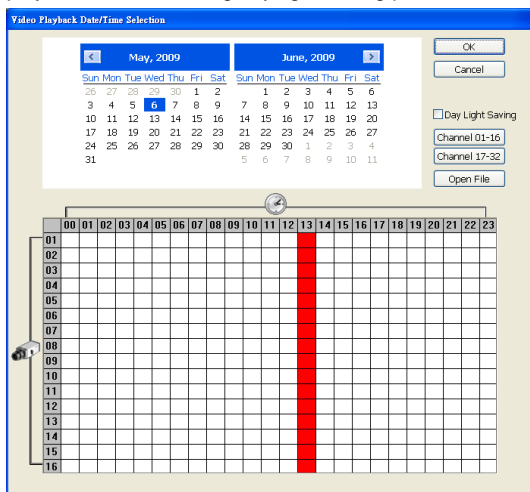 Video Playback Date/Time Selection
May, 2009
Sun Mon Tue Wed Thu Fri Sat
26 27 28 29 30 1 2
3 4 5 6 7 8 9
10 11 12 13 14 15 16
17 18 19 20 21 22 23
24 25 26 27 28 29 30
31
June, 2009
Sun Mon Tue Wed Thu Fri Sat
1 2 3 4 5 6
7 8 9 10 11 12 13
14 15 16 17 18 19 20
21 22 23 24 25 26 27
28 29 30 1 2 3 4
5 6 7 8 9 10 11
OK
Cancel
Day Light Saving
Channel 01-16
Channel 17-32
Open File
00 01 02 03 04 05 06 07 08 09 10 11 12 13 14 15 16 17 18 19 20 21 22 23
01
02
03
04
05
06
07
08
09
10
11
12
13
14
15
16